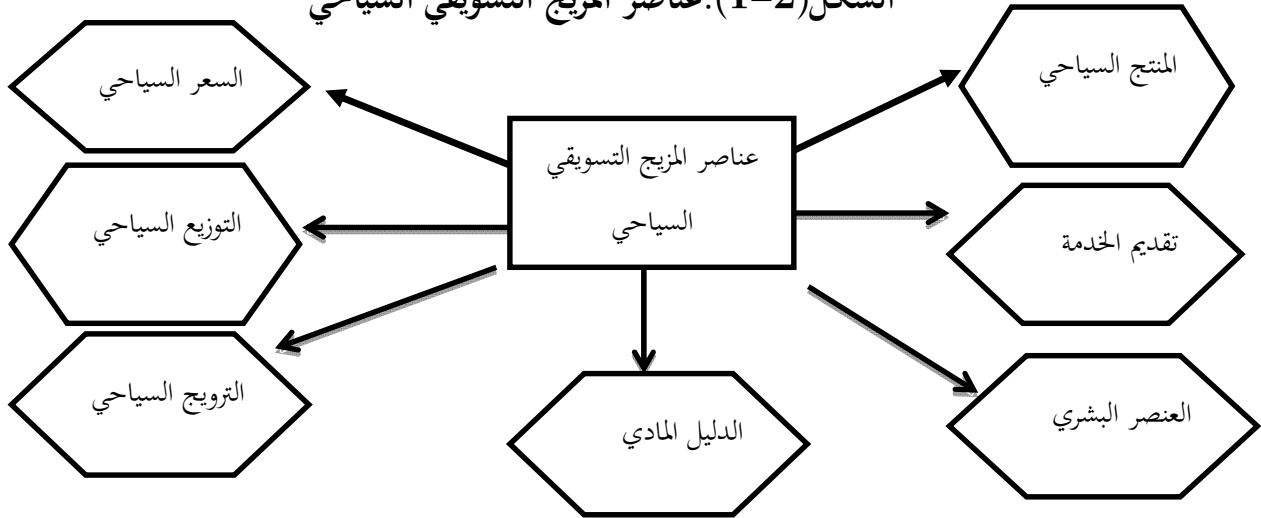 الشكل(2–1):عناصر المزيج التسويقي السياحي
المنتج السياحي
السعر السياحي
عناصر المزيج التسويقي
السياحي
التوزيع السياحي
تقديم الخدمة
الترويج السياحي
العنصر البشري
الدليل المادي